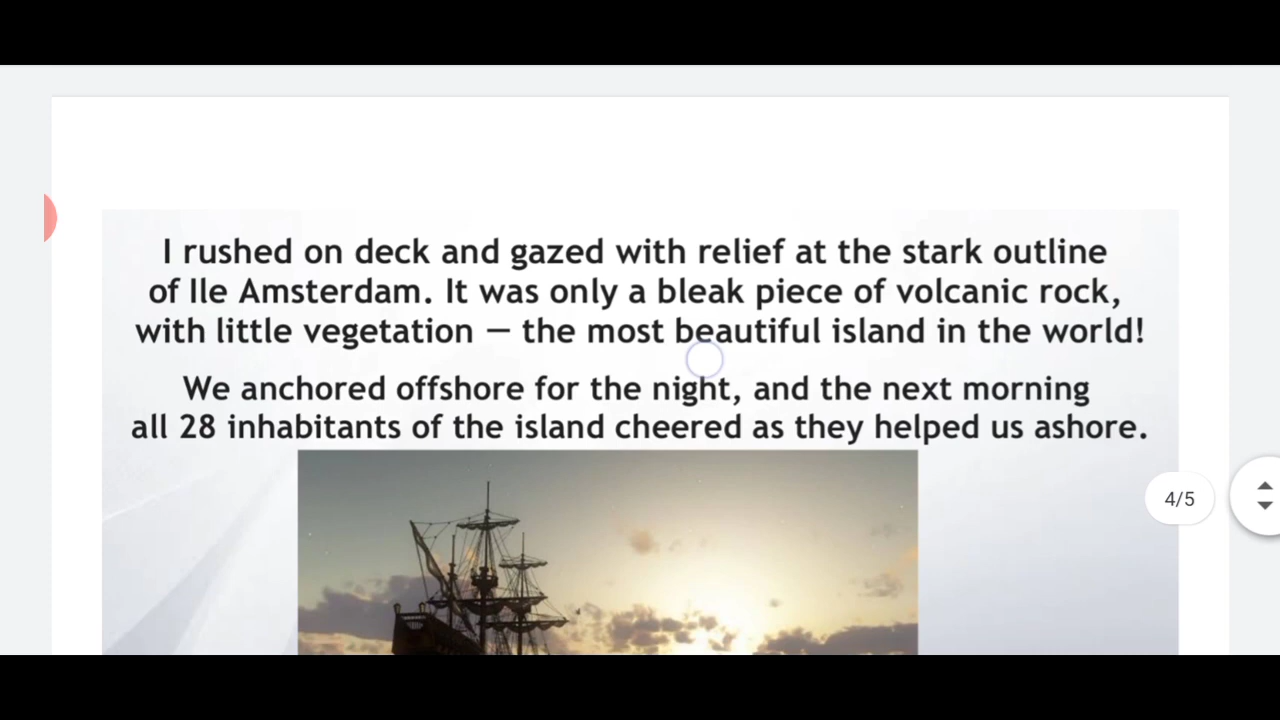 I rushed on deck and gazed with relief at the stark outline
of Ile Amsterdam. It was only a bleak piece of volcanic rock,
with little vegetation — the most beautiful island in the world!
We anchored offshore for the night, and the next morning
all 28 inhabitants of the island cheered as they helped us ashore.
4/5